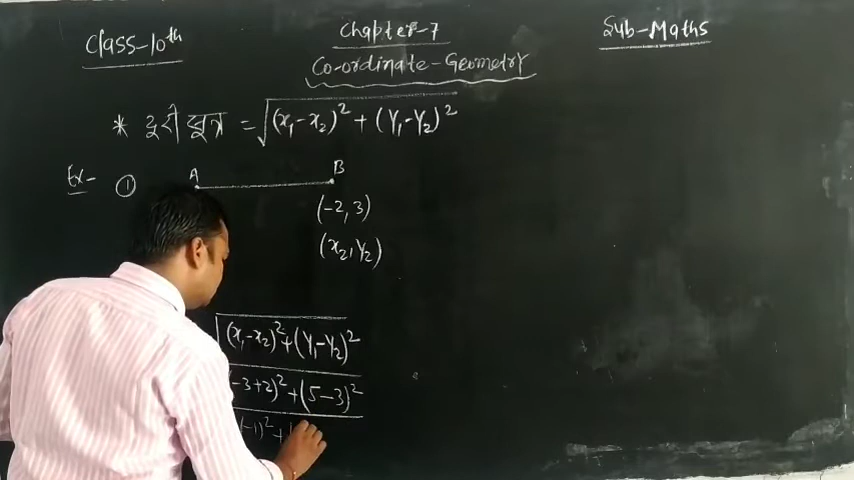 Class-10th
Chapter-7
Sub-Maths
Co-ordinate-Geometry
* दूरी सूत्र = √(x₁-x₂)² + (Y₁-Y₂)²
Ex- ①
A B
(-2, 3)
(x₂, Y₂)
√(x₁-x₂)²+(Y₁-Y₂)²
-3+2)²+(5-3)²
(-1)²+